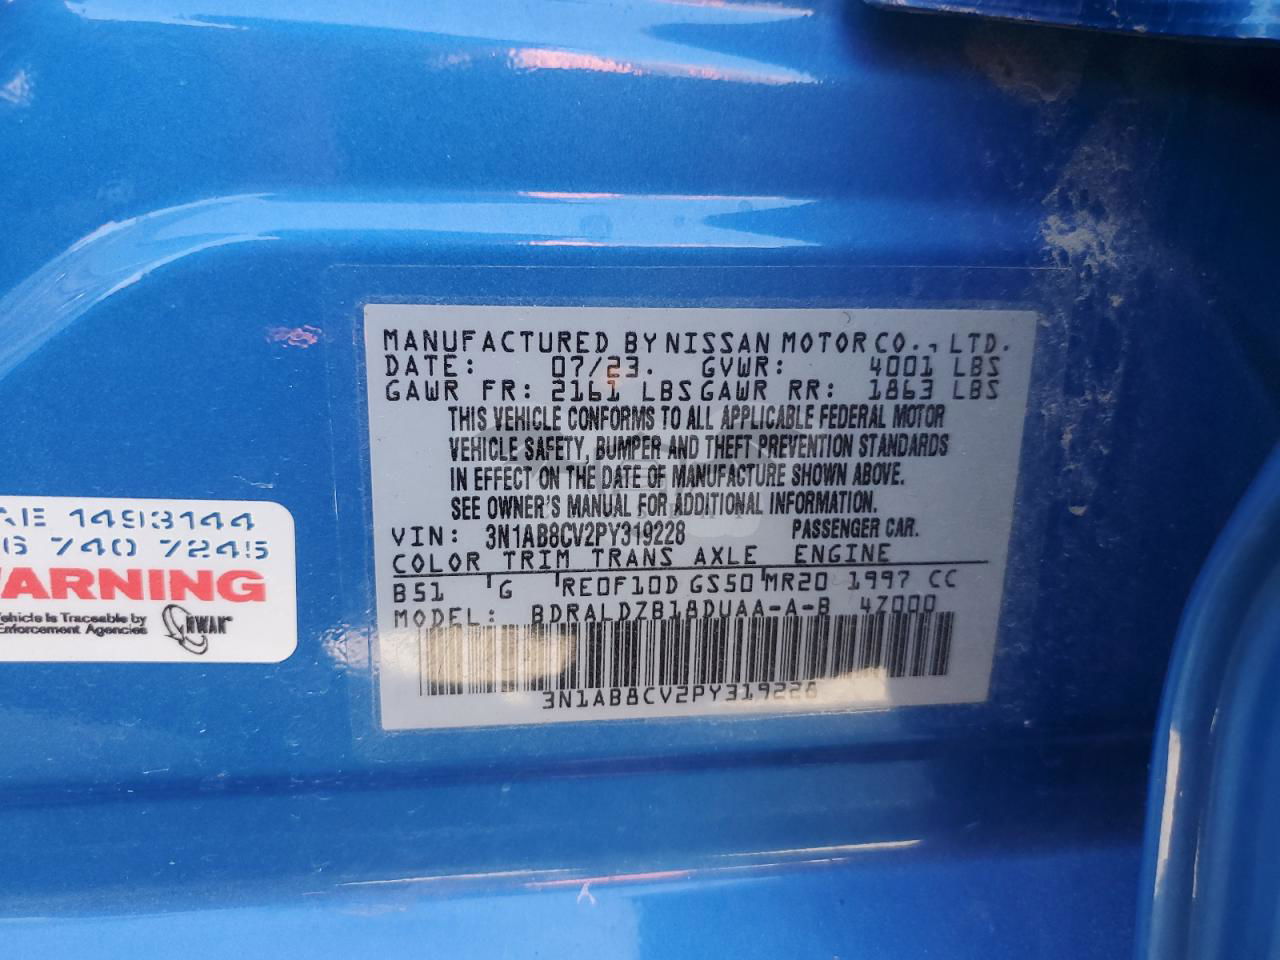 MANUFACTURED BY NISSAN MOTOR CO., LTD.
DATE: 07/23. GVWR: 4001 LBS
GAWR FR: 2161 LBS GAWR RR: 1863 LBS
THIS VEHICLE CONFORMS TO ALL APPLICABLE FEDERAL MOTOR
VEHICLE SAFETY, BUMPER AND THEFT PREVENTION STANDARDS
IN EFFECT ON THE DATE OF MANUFACTURE SHOWN ABOVE.
SEE OWNER'S MANUAL FOR ADDITIONAL INFORMATION.
VIN: 3N1AB8CV2PY319228 PASSENGER CAR.
COLOR TRIM TRANS AXLE ENGINE
B51 G RE0F10D GS50 MR20 1997 CC
MODEL: BDRALDZB18DUAA-A-B 47000
3N1AB8CV2PY319228
1493144
6 740 7245
ARNING
Vehicle Is Traceable by
Enforcement Agencies